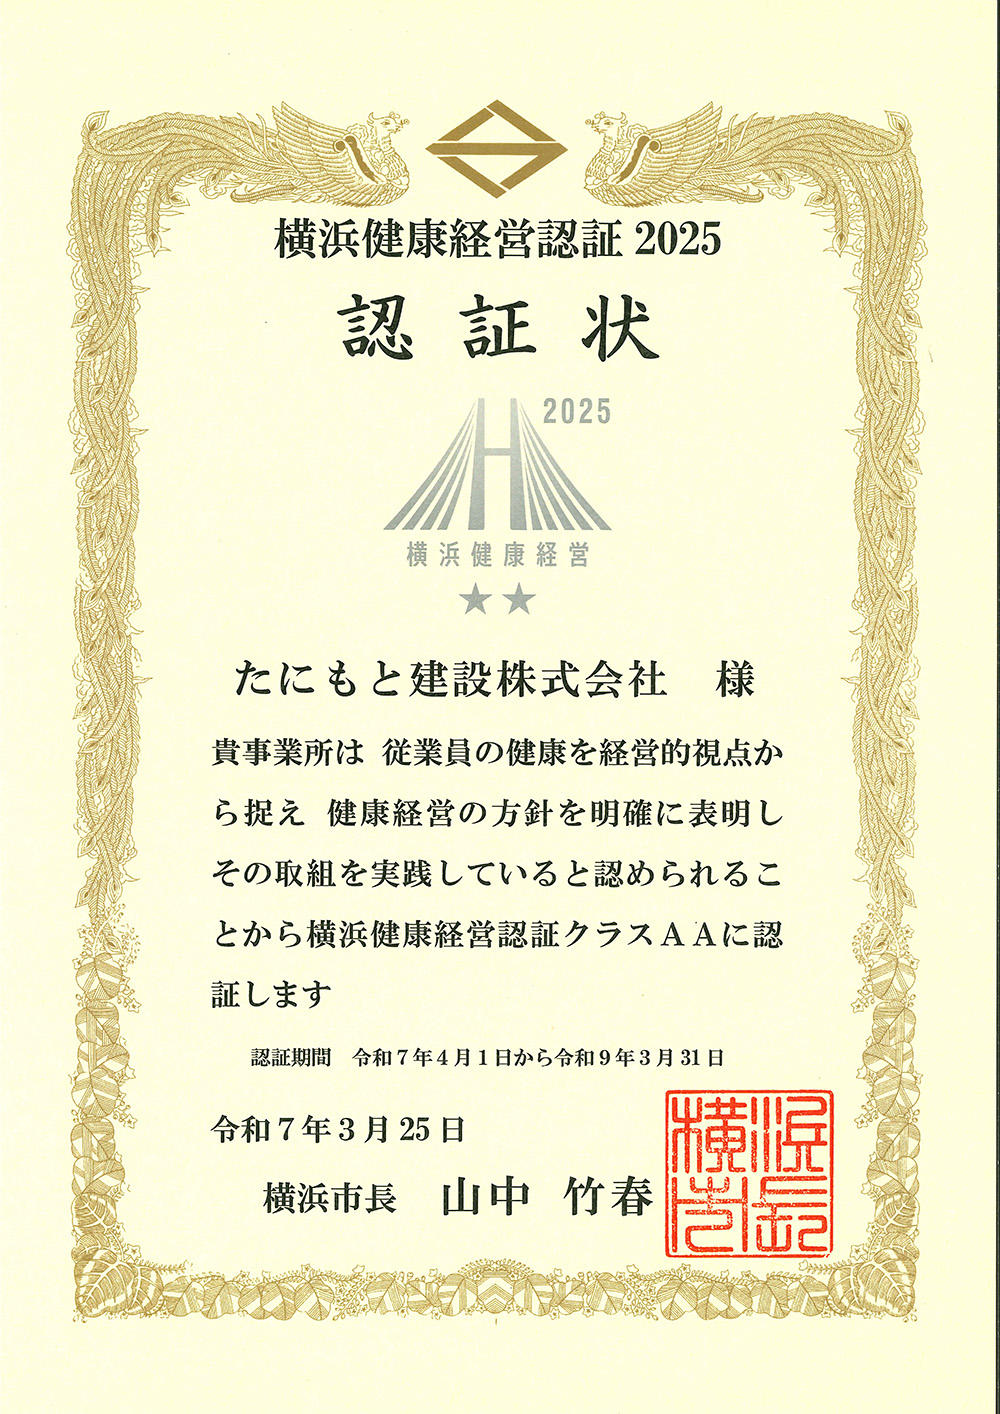 横浜健康経営認証 2025
認証状
2025
横浜健康経営
★★
たにもと建設株式会社 様
貴事業所は 従業員の健康を経営的視点か
ら捉え 健康経営の方針を明確に表明し
その取組を実践していると認められるこ
とから横浜健康経営認証クラスＡＡに認
証します
認証期間 令和７年４月１日から令和９年３月31日
令和７年３月25日
横浜市長 山中 竹春
横浜
市長